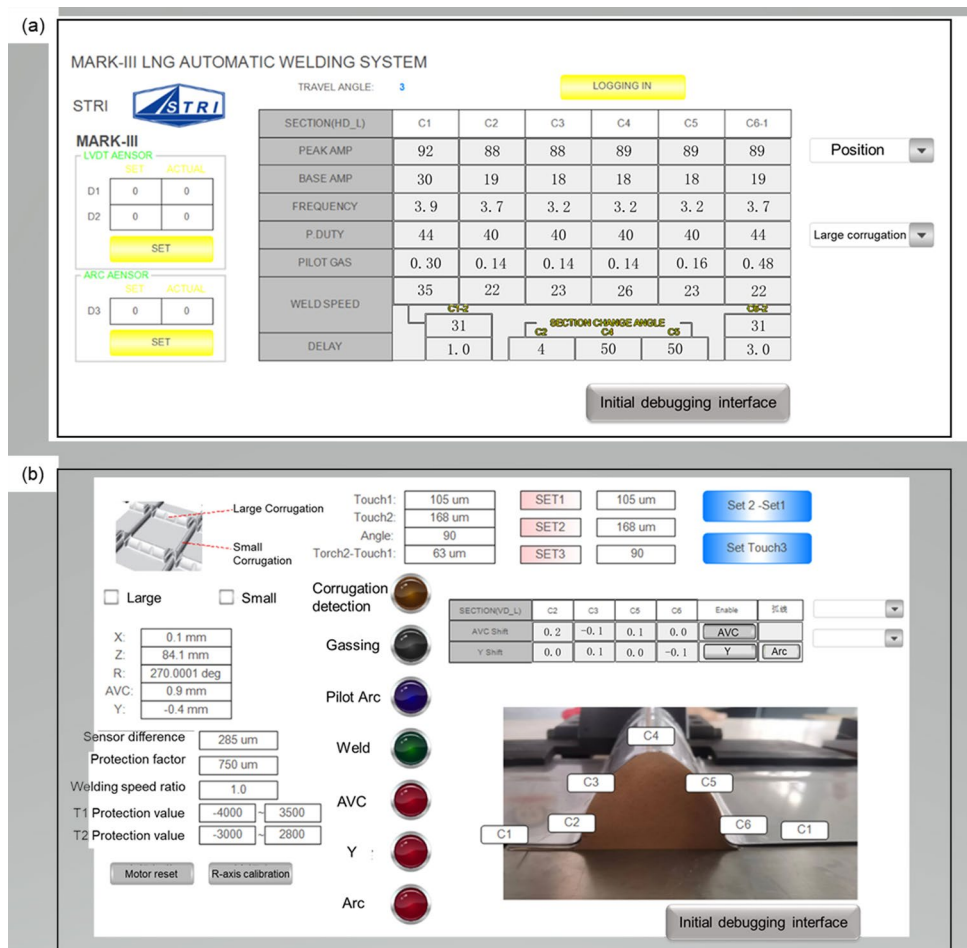 (a)
MARK-III LNG AUTOMATIC WELDING SYSTEM
TRAVEL ANGLE: 3 LOGGING IN
STRI STRI
MARK-III
LVDT AENSOR
SET ACTUAL
D1 0 0
D2 0 0
SET
ARC AENSOR
SET ACTUAL
D3 0 0
SET
SECTION(HD_L) C1 C2 C3 C4 C5 C6-1
PEAK AMP 92 88 88 89 89 89
BASE AMP 30 19 18 18 18 19
FREQUENCY 3.9 3.7 3.2 3.2 3.2 3.7
P.DUTY 44 40 40 40 40 44
PILOT GAS 0.30 0.14 0.14 0.14 0.16 0.48
WELD SPEED 35 22 23 26 23 22
C1-2 SECTION CHANGE ANGLE C6-2
C2 C4 C5
31 31
DELAY 1.0 4 50 50 3.0
Position
Large corrugation
Initial debugging interface
(b)
Large Corrugation
Small
Corrugation
Touch1: 105 um SET1 105 um Set 2 -Set1
Touch2: 168 um SET2 168 um
Angle: 90
Torch2-Touch1: 63 um SET3 90 Set Touch3
Large Small
X: 0.1 mm
Z: 84.1 mm
R: 270.0001 deg
AVC: 0.9 mm
Y: -0.4 mm
Sensor difference 285 um
Protection factor 750 um
Welding speed ratio 1.0
T1 Protection value -4000 ~ 3500
T2 Protection value -3000 ~ 2800
Motor reset R-axis calibration
Corrugation
detection
Gassing
Pilot Arc
Weld
AVC
Y :
Arc
SECTION(VD_L) C2 C3 C5 C6 Enable 弧线
AVC Shift 0.2 -0.1 0.1 0.0 AVC
Y Shift 0.0 0.1 0.0 -0.1 Y Arc
C4
C3 C5
C2 C6
C1 C1
Initial debugging interface